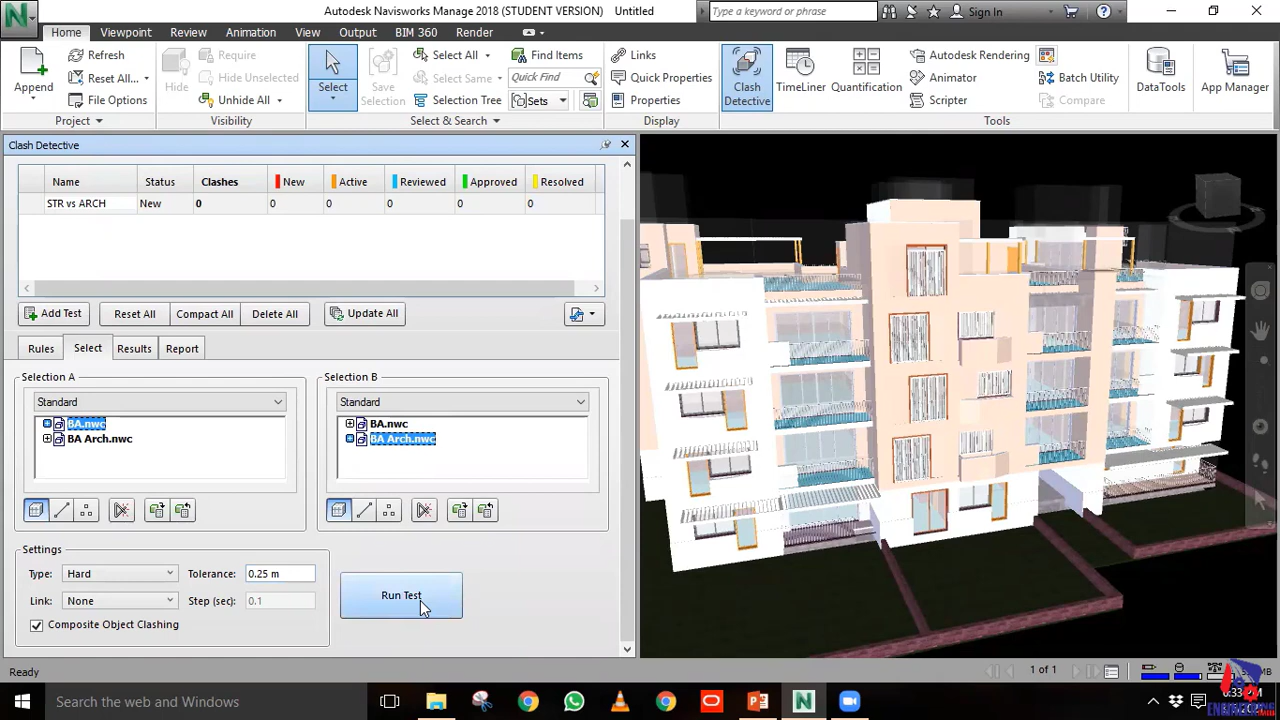 Autodesk Navisworks Manage 2018 (STUDENT VERSION) Untitled
Type a keyword or phrase
Sign In
Home Viewpoint Review Animation View Output BIM 360 Render
Append
Refresh
Reset All...
File Options
Project
Hide
Require
Hide Unselected
Unhide All
Visibility
Select
Save Selection
Select All
Select Same
Selection Tree
Find Items
Quick Find
Sets
Select & Search
Links
Quick Properties
Properties
Display
Clash Detective
TimeLiner
Quantification
Autodesk Rendering
Animator
Scripter
Batch Utility
Compare
DataTools
App Manager
Tools
Clash Detective
Name Status Clashes New Active Reviewed Approved Resolved
STR vs ARCH New 0 0 0 0 0 0
Add Test Reset All Compact All Delete All Update All
Rules Select Results Report
Selection A
Standard
BA.nwc
BA Arch.nwc
Selection B
Standard
BA.nwc
BA Arch.nwc
Settings
Type: Hard Tolerance: 0.25 m
Link: None Step (sec): 0.1
Composite Object Clashing
Run Test
Ready
1 of 1
MB
Search the web and Windows
ENGINEERING